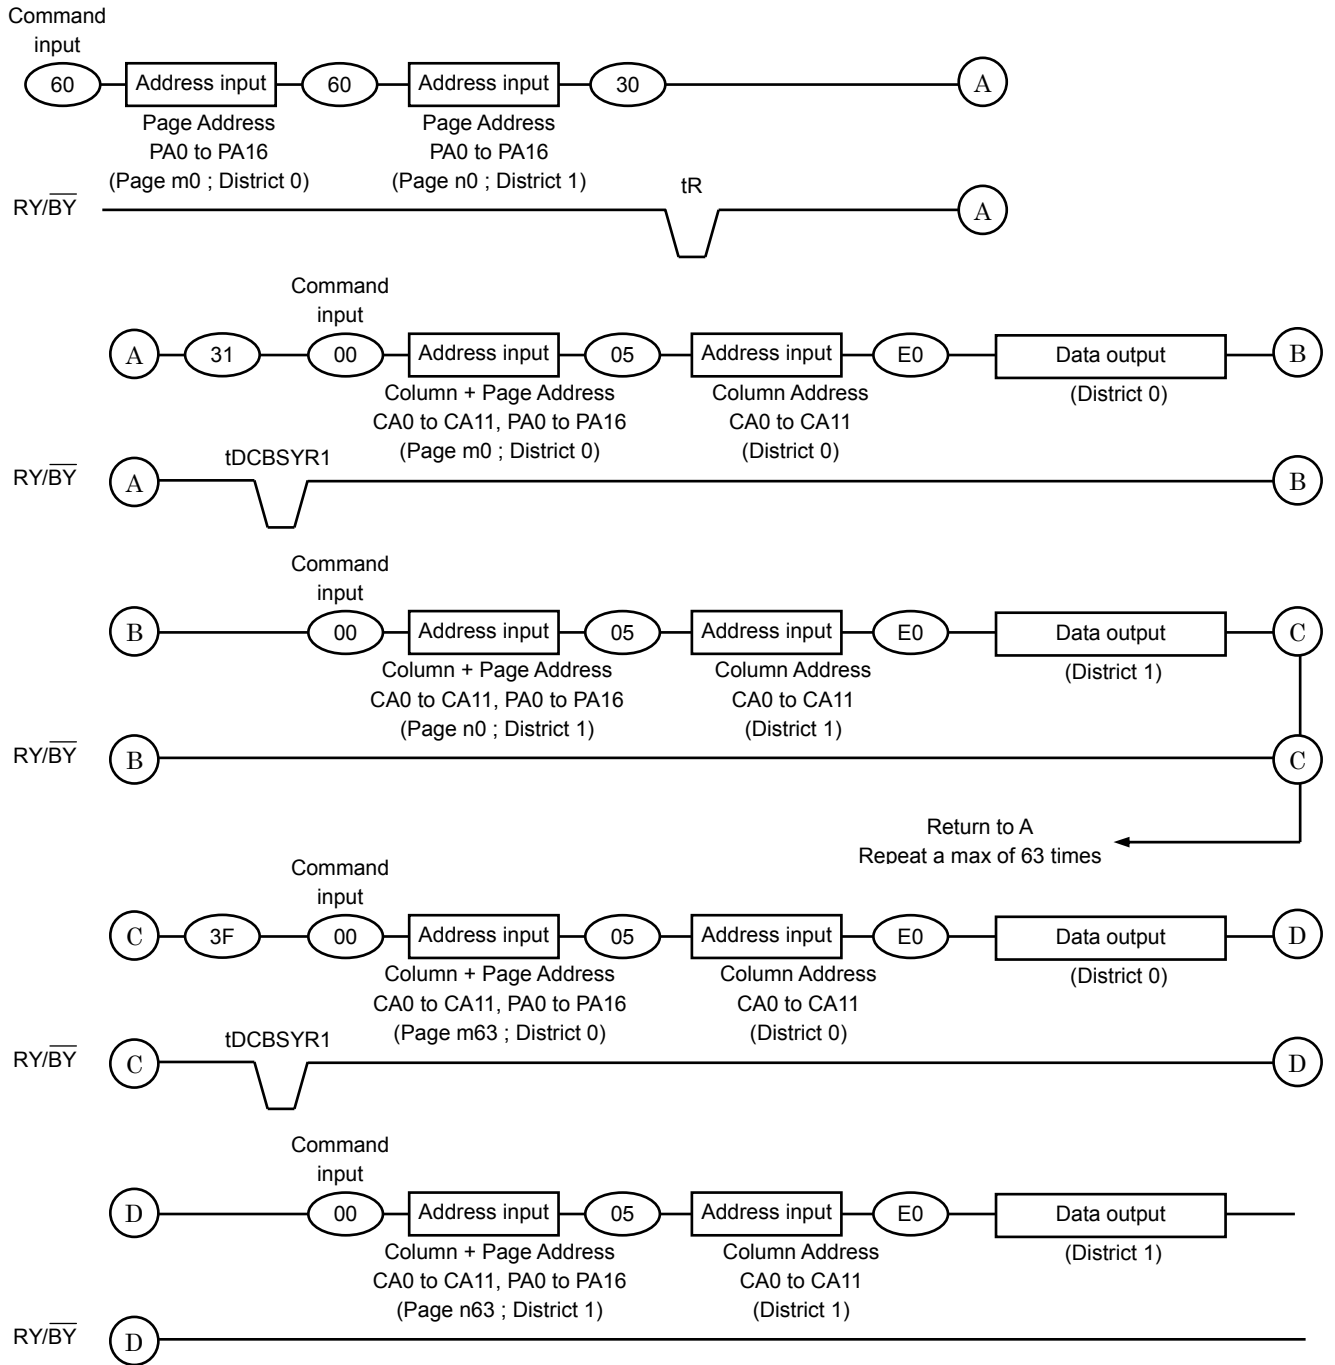 Command
input
60 Address input 60 Address input 30 A
Page Address Page Address
PA0 to PA16 PA0 to PA16
(Page m0 ; District 0) (Page n0 ; District 1)
tR
RY/BY A
Command
input
A 31 00 Address input 05 Address input E0 Data output B
Column + Page Address Column Address (District 0)
CA0 to CA11, PA0 to PA16 CA0 to CA11
(Page m0 ; District 0) (District 0)
tDCBSYR1
RY/BY A B
Command
input
B 00 Address input 05 Address input E0 Data output C
Column + Page Address Column Address (District 1)
CA0 to CA11, PA0 to PA16 CA0 to CA11
(Page n0 ; District 1) (District 1)
RY/BY B C
Return to A
Repeat a max of 63 times
Command
input
C 3F 00 Address input 05 Address input E0 Data output D
Column + Page Address Column Address (District 0)
CA0 to CA11, PA0 to PA16 CA0 to CA11
(Page m63 ; District 0) (District 0)
tDCBSYR1
RY/BY C D
Command
input
D 00 Address input 05 Address input E0 Data output
Column + Page Address Column Address (District 1)
CA0 to CA11, PA0 to PA16 CA0 to CA11
(Page n63 ; District 1) (District 1)
RY/BY D